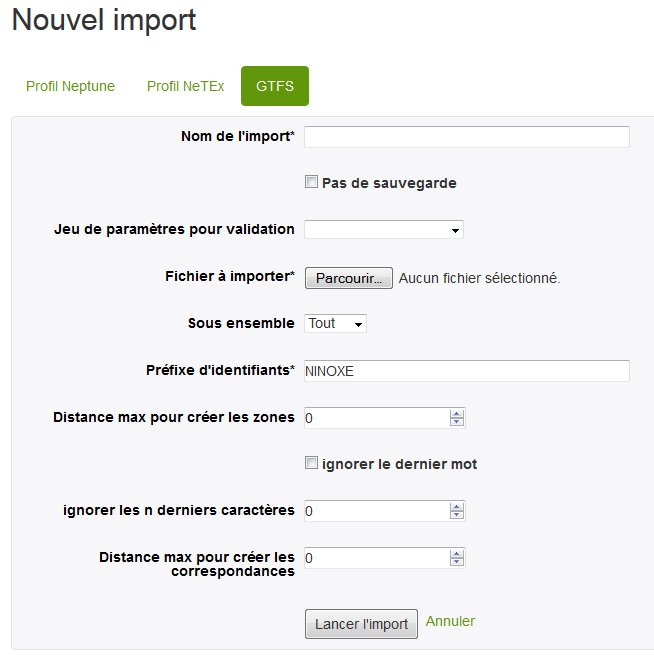 Nouvel import
Profil Neptune Profil NeTEx GTFS
Nom de l'import*
Pas de sauvegarde
Jeu de paramètres pour validation
Fichier à importer* Parcourir... Aucun fichier sélectionné.
Sous ensemble Tout
Préfixe d'identifiants* NINOXE
Distance max pour créer les zones 0
ignorer le dernier mot
ignorer les n derniers caractères 0
Distance max pour créer les 0
correspondances
Lancer l'import Annuler